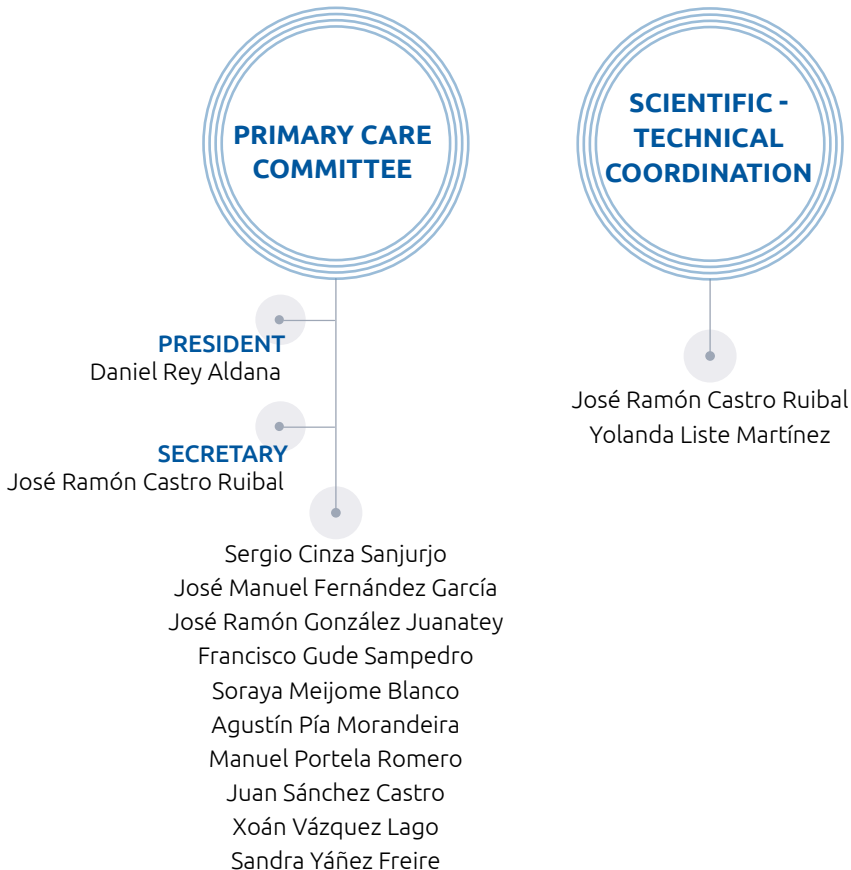 PRIMARY CARE
COMMITTEE
PRESIDENT
Daniel Rey Aldana
SECRETARY
José Ramón Castro Ruibal
Sergio Cinza Sanjurjo
José Manuel Fernández García
José Ramón González Juanatey
Francisco Gude Sampedro
Soraya Meijome Blanco
Agustín Pía Morandeira
Manuel Portela Romero
Juan Sánchez Castro
Xoán Vázquez Lago
Sandra Yáñez Freire
SCIENTIFIC -
TECHNICAL
COORDINATION
José Ramón Castro Ruibal
Yolanda Liste Martínez